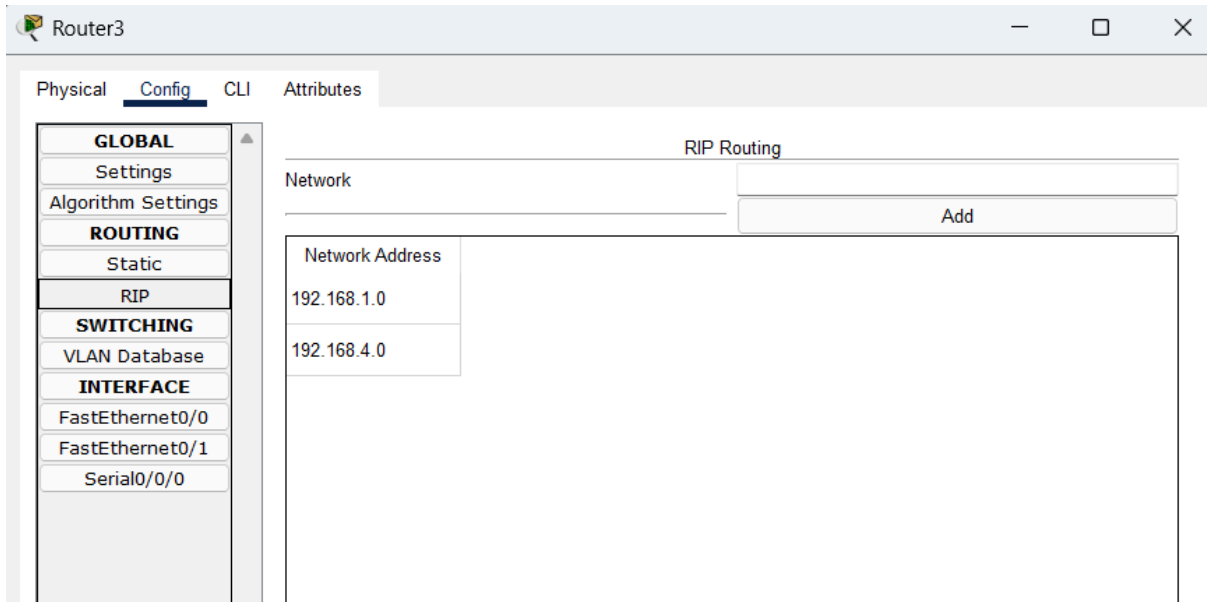 Router3
Physical Config CLI Attributes
GLOBAL
Settings
Algorithm Settings
ROUTING
Static
RIP
SWITCHING
VLAN Database
INTERFACE
FastEthernet0/0
FastEthernet0/1
Serial0/0/0
RIP Routing
Network
Add
Network Address
192.168.1.0
192.168.4.0